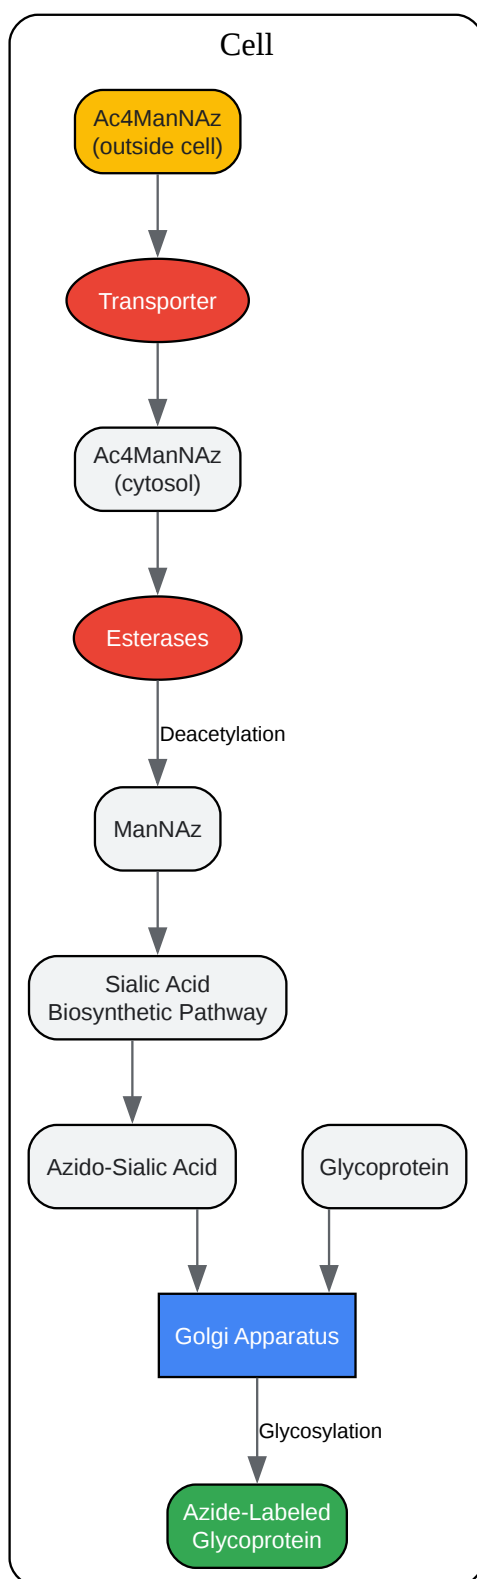 Cell
Ac4ManNAz
(outside cell)
Transporter
Ac4ManNAz
(cytosol)
Esterases
Deacetylation
ManNAz
Sialic Acid
Biosynthetic Pathway
Azido-Sialic Acid
Glycoprotein
Golgi Apparatus
Glycosylation
Azide-Labeled
Glycoprotein